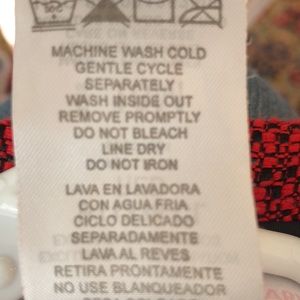 MACHINE WASH COLD
GENTLE CYCLE
SEPARATELY
WASH INSIDE OUT
REMOVE PROMPTLY
DO NOT BLEACH
LINE DRY
DO NOT IRON
LAVA EN LAVADORA
CON AGUA FRIA
CICLO DELICADO
SEPARADAMENTE
LAVA AL REVES
RETIRA PRONTAMENTE
NO USE BLANQUEADOR